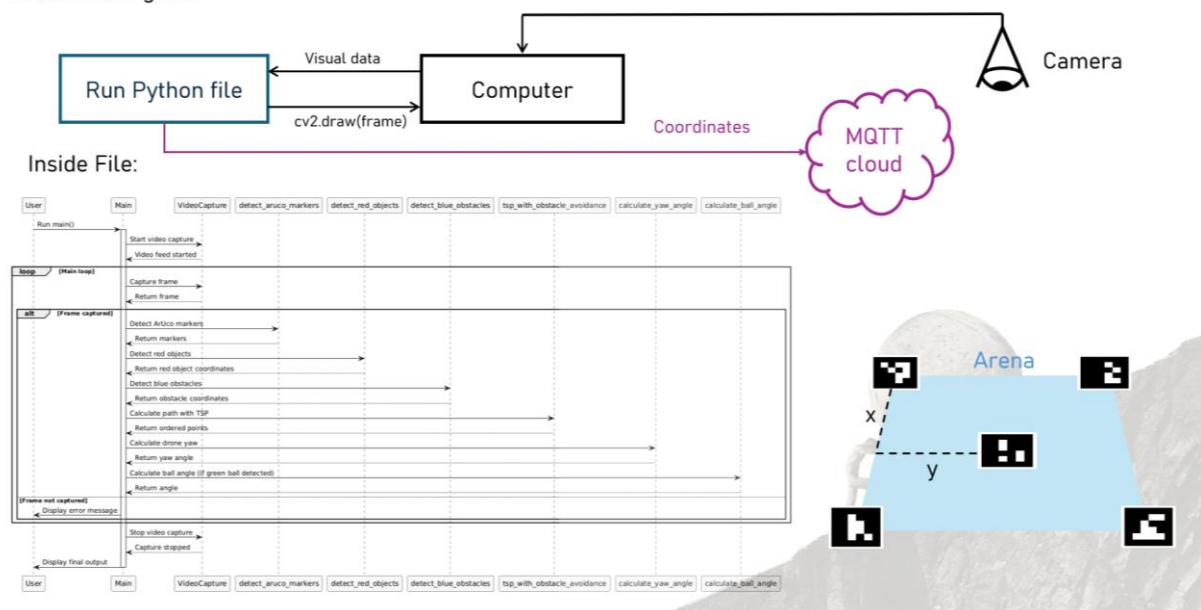 Camera
Visual data
Run Python file
Computer
cv2.draw(frame)
Coordinates
MQTT
cloud
Inside File:
User Main VideoCapture detect_aruco_markers detect_red_objects detect_blue_obstacles tsp_with_obstacle_avoidance calculate_yaw_angle calculate_ball_angle
Run main()
Start video capture
Video feed started
loop [Main loop]
Capture frame
Return frame
alt [Frame captured]
Detect ArUco markers
Return markers
Detect red objects
Return red object coordinates
Detect blue obstacles
Return obstacle coordinates
Calculate path with TSP
Return ordered points
Calculate drone yaw
Return yaw angle
Calculate ball angle (if green ball detected)
Return angle
[Frame not captured]
Display error message
Stop video capture
Capture stopped
Display final output
User Main VideoCapture detect_aruco_markers detect_red_objects detect_blue_obstacles tsp_with_obstacle_avoidance calculate_yaw_angle calculate_ball_angle
Arena
x
y